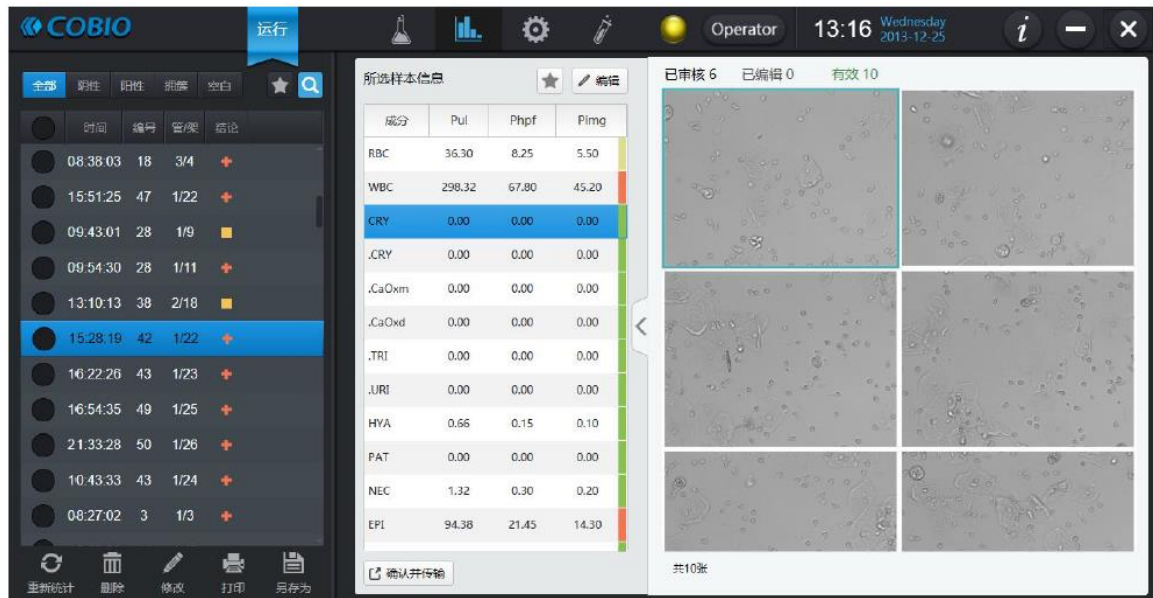 COBIO 运行 Operator 13:16 Wednesday
2013-12-25
全部 阴性 阳性 细菌 空白
时间 编号 管/架 结论
08:38:03 18 3/4
15:51:25 47 1/22
09:43:01 28 1/9
09:54:30 28 1/11
13:10:13 38 2/18
15:28:19 42 1/22
16:22:26 43 1/23
16:54:35 49 1/25
21:33:28 50 1/26
10:43:33 43 1/24
08:27:02 3 1/3
重新统计 删除 修改 打印 另存为
所选样本信息 编辑
成分 Pul Phpf Pimg
RBC 36.30 8.25 5.50
WBC 298.32 67.80 45.20
CRY 0.00 0.00 0.00
.CRY 0.00 0.00 0.00
.CaOxm 0.00 0.00 0.00
.CaOxd 0.00 0.00 0.00
.TRI 0.00 0.00 0.00
.URI 0.00 0.00 0.00
HYA 0.66 0.15 0.10
PAT 0.00 0.00 0.00
NEC 1.32 0.30 0.20
EPI 94.38 21.45 14.30
确认并传输
已审核 6 已编辑 0 有效 10
共10张